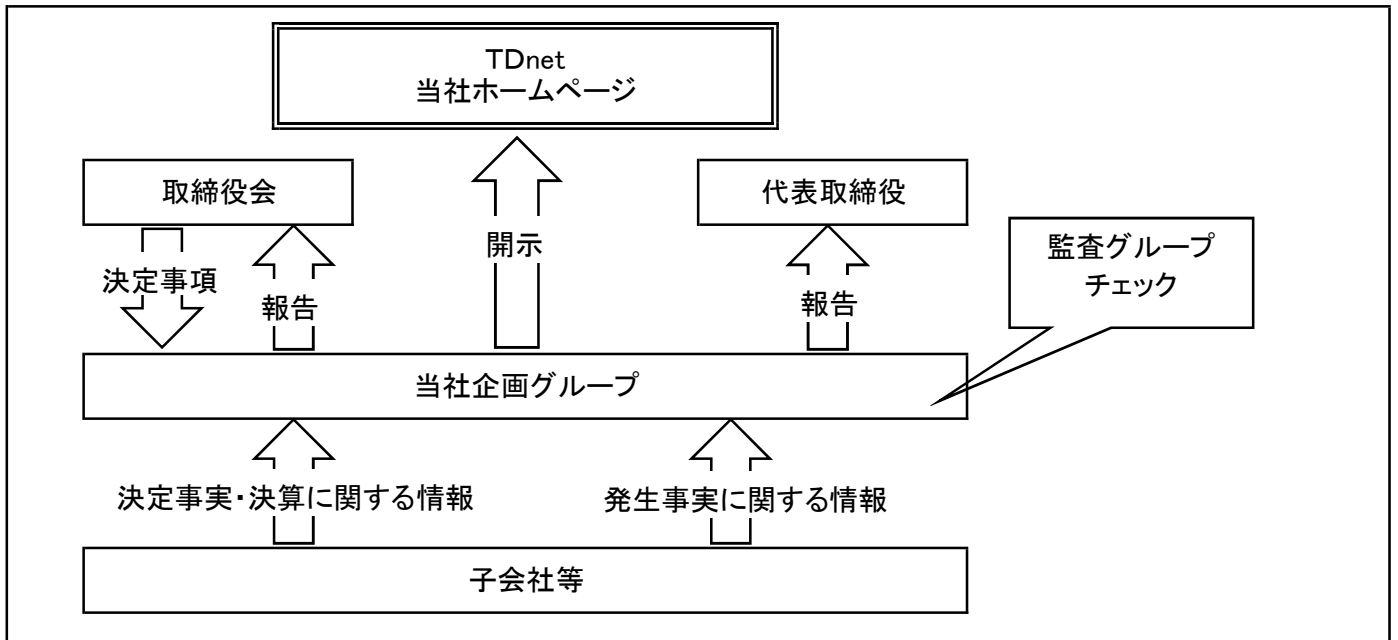 TDnet
当社ホームページ
取締役会
代表取締役
監査グループ
チェック
開示
決定事項
報告
報告
当社企画グループ
決定事実・決算に関する情報
発生事実に関する情報
子会社等